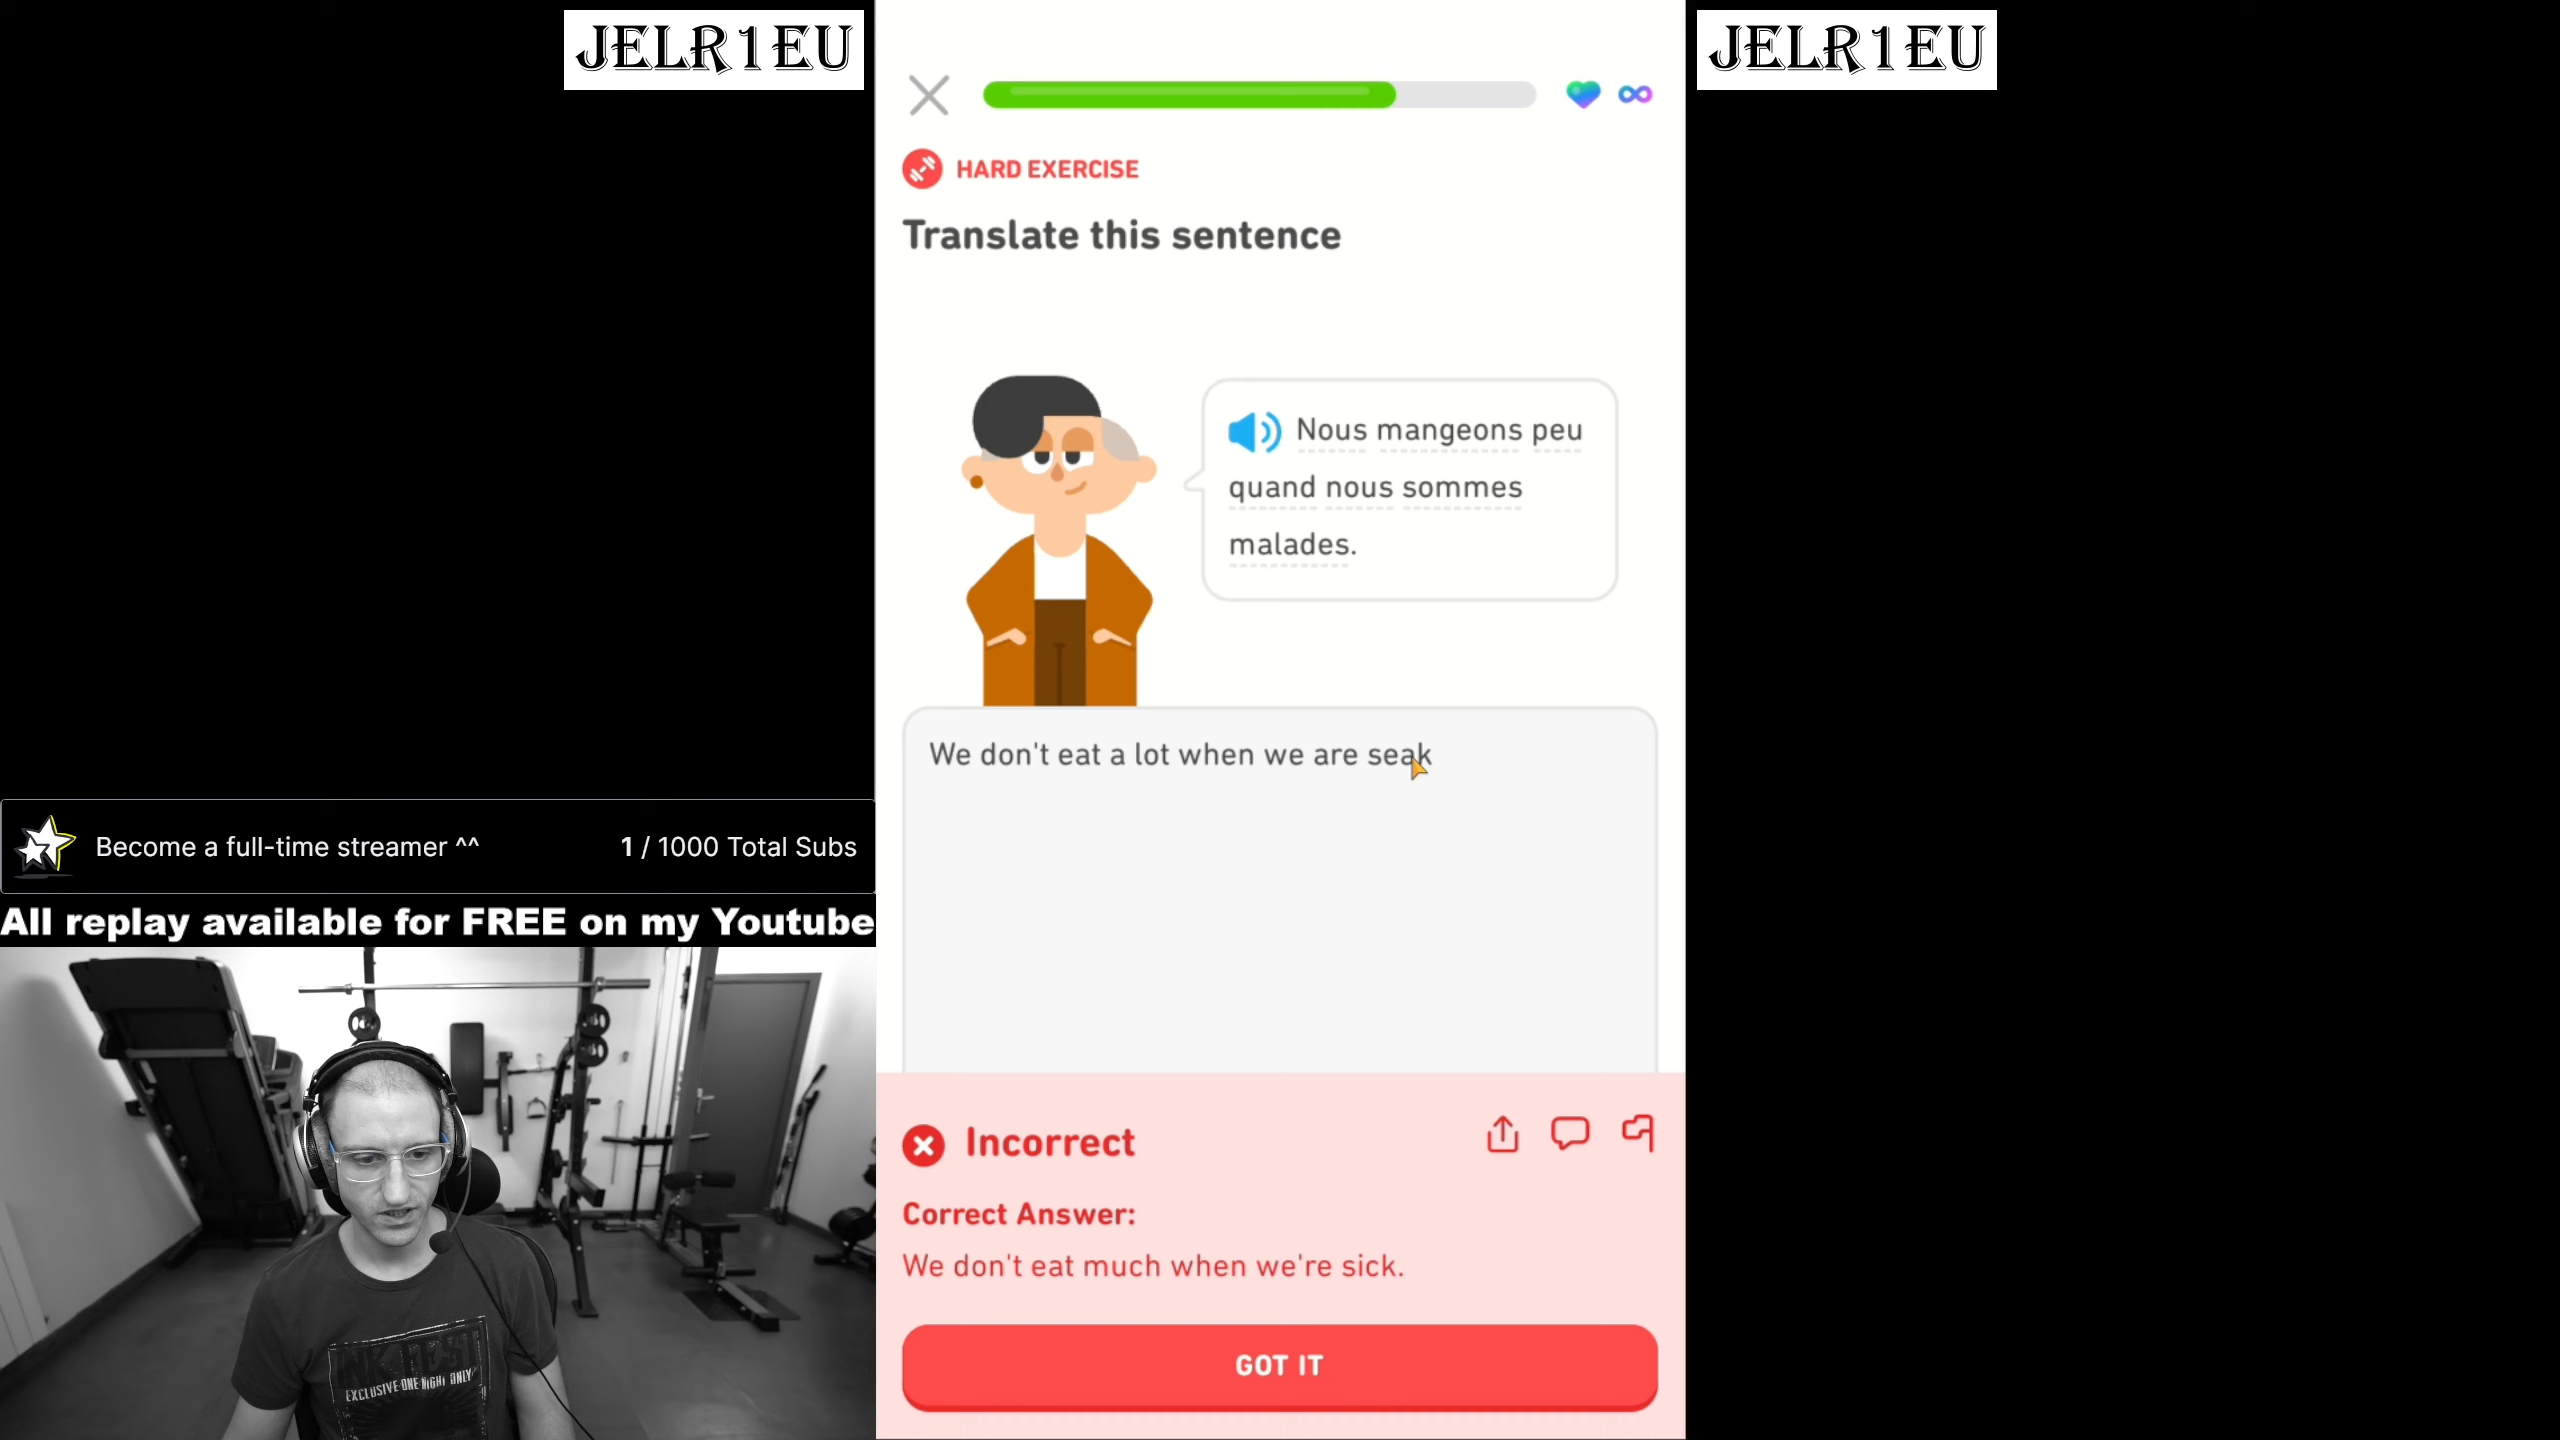 JELR1EU
JELR1EU
HARD EXERCISE
Translate this sentence
Nous mangeons peu
quand nous sommes
malades.
We don't eat a lot when we are seak
Become a full-time streamer ^^ 1 / 1000 Total Subs
All replay available for FREE on my Youtube
Incorrect
Correct Answer:
We don't eat much when we're sick.
GOT IT
EXCLUSIVE ONE NIGHT ONLY